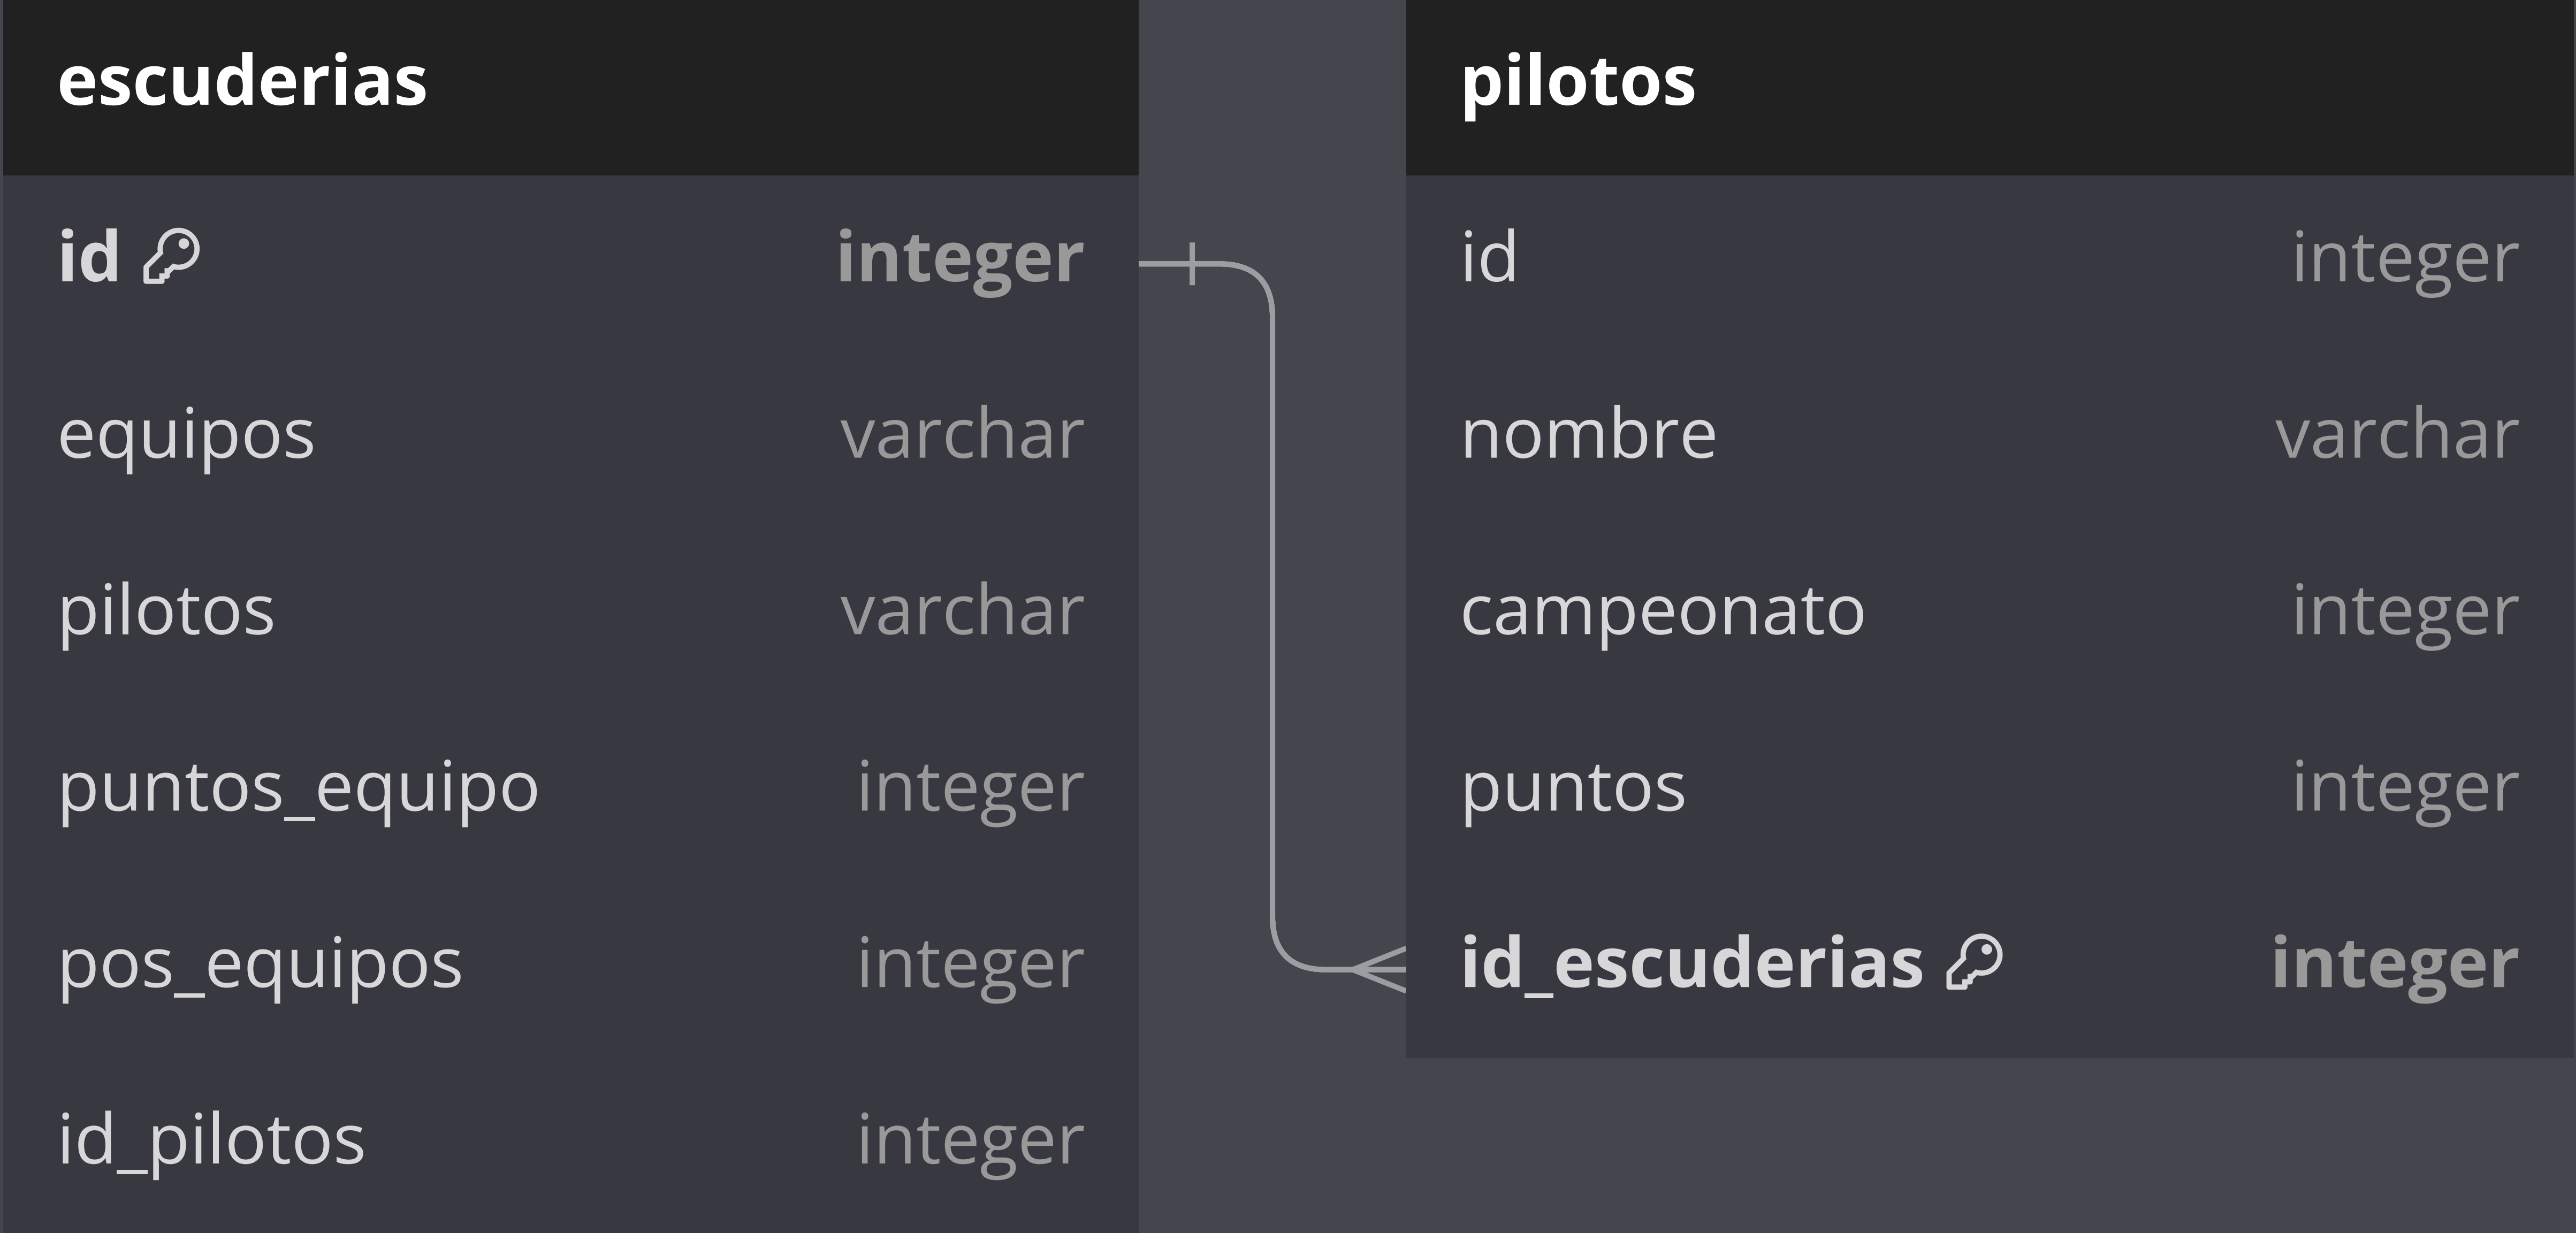 escuderias
id integer
equipos varchar
pilotos varchar
puntos_equipo integer
pos_equipos integer
id_pilotos integer
pilotos
id integer
nombre varchar
campeonato integer
puntos integer
id_escuderias integer